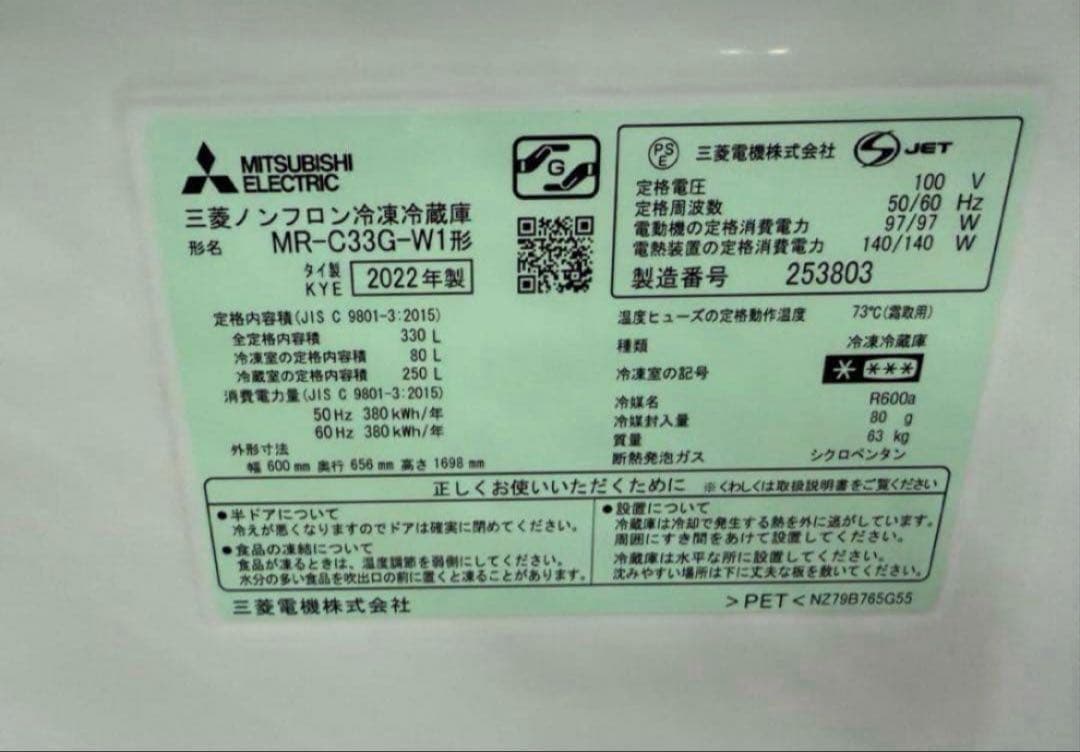 MITSUBISHI
ELECTRIC
三菱ノンフロン冷凍冷蔵庫
形名 MR-C33G-W1形
タイ製
KYE 2022年製
G
PS
E 三菱電機株式会社 JET
定格電圧 100 V
定格周波数 50/60 Hz
電動機の定格消費電力 97/97 W
電熱装置の定格消費電力 140/140 W
製造番号 253803
定格内容積(JIS C 9801-3:2015)
全定格内容積 330 L
冷凍室の定格内容積 80 L
冷蔵室の定格内容積 250 L
消費電力量(JIS C 9801-3:2015)
50Hz 380kWh/年
60Hz 380kWh/年
外形寸法
幅 600mm 奥行 656mm 高さ 1698mm
温度ヒューズの定格動作温度 73℃(霜取用)
種類 冷凍冷蔵庫
冷凍室の記号 * ***
冷媒名 R600a
冷媒封入量 80 g
質量 63 kg
断熱発泡ガス シクロペンタン
正しくお使いいただくために ※くわしくは取扱説明書をご覧ください
●半ドアについて
冷えが悪くなりますのでドアは確実に閉めてください。
●食品の凍結について
食品が凍るときは、温度調節を弱側にしてください。
水分の多い食品を吹出口の前に置くと凍ることがあります。
●設置について
冷蔵庫は冷却で発生する熱を外に逃がしています。
周囲にすき間をあけて設置してください。
冷蔵庫は水平な所に設置してください。
沈みやすい場所は下に丈夫な板を敷いてください。
三菱電機株式会社
>PET< NZ79B765G55